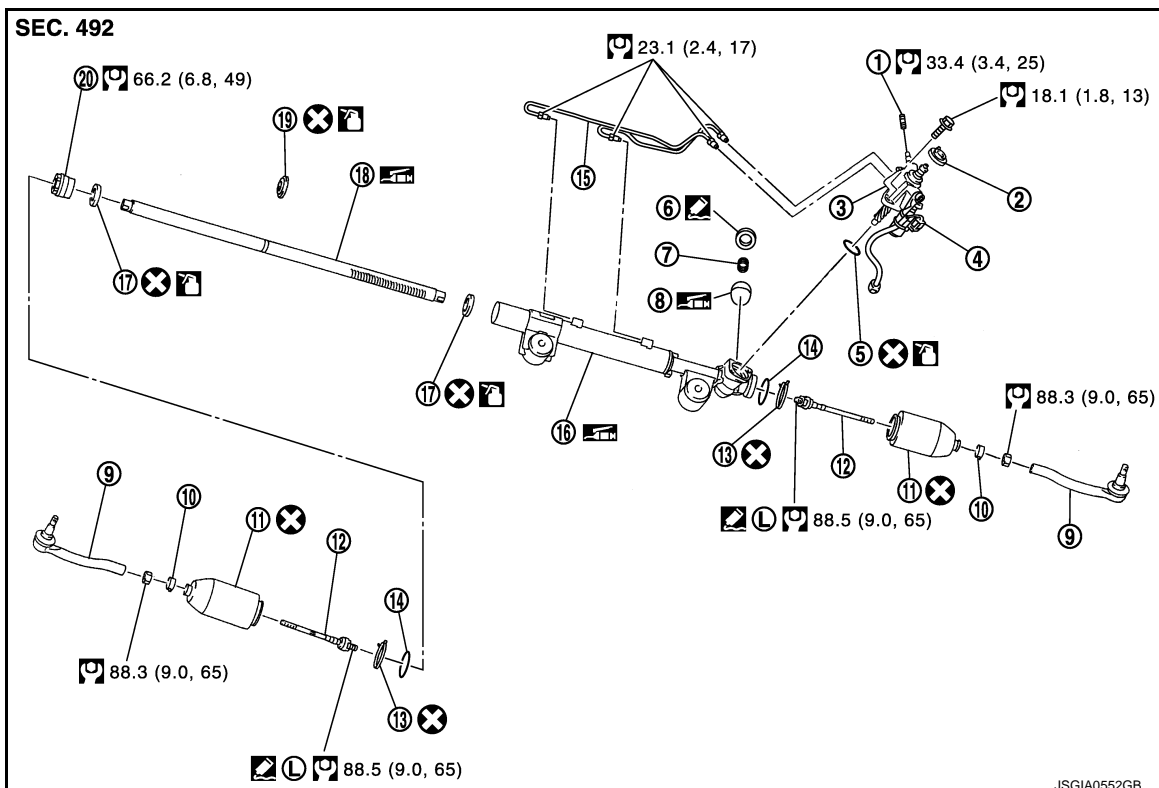 SEC. 492
23.1 (2.4, 17)
1 33.4 (3.4, 25)
18.1 (1.8, 13)
20 66.2 (6.8, 49)
19
18
15
2
3
6
4
7
17
8
14
5
17
16
88.3 (9.0, 65)
13
12
11
10
9
L 88.5 (9.0, 65)
9
10
11
12
14
88.3 (9.0, 65)
13
L 88.5 (9.0, 65)
JSGIA0552GB